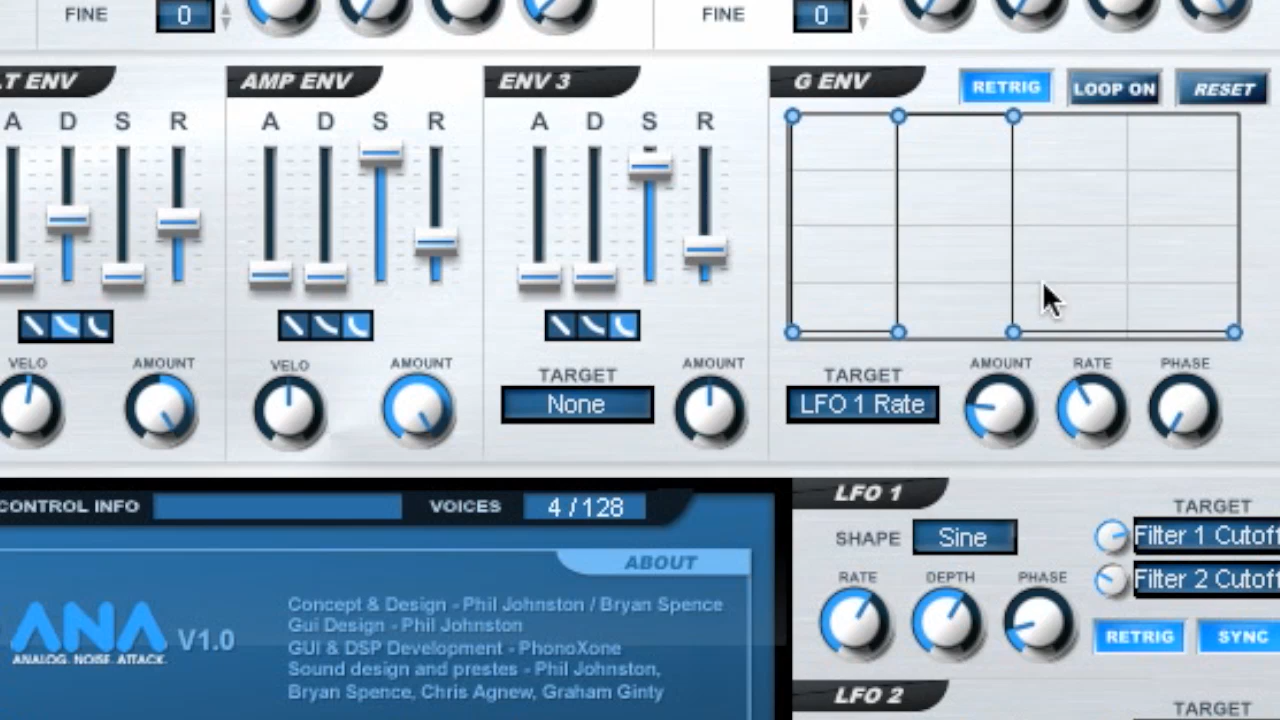 FINE 0 FINE 0
LT ENV AMP ENV ENV 3 G ENV RETRIG LOOP ON RESET
A D S R A D S R A D S R
VELO AMOUNT VELO AMOUNT TARGET AMOUNT TARGET AMOUNT RATE PHASE
None LFO 1 Rate
CONTROL INFO VOICES 4 / 128
ABOUT
ANA V1.0
ANALOG. NOISE. ATTACK.
Concept & Design - Phil Johnston / Bryan Spence
Gui Design - Phil Johnston
GUI & DSP Development - PhonoXone
Sound design and prestes - Phil Johnston,
Bryan Spence, Chris Agnew, Graham Ginty
LFO 1
TARGET
SHAPE Sine Filter 1 Cutoff
RATE DEPTH PHASE Filter 2 Cutoff
RETRIG SYNC
LFO 2
TARGET